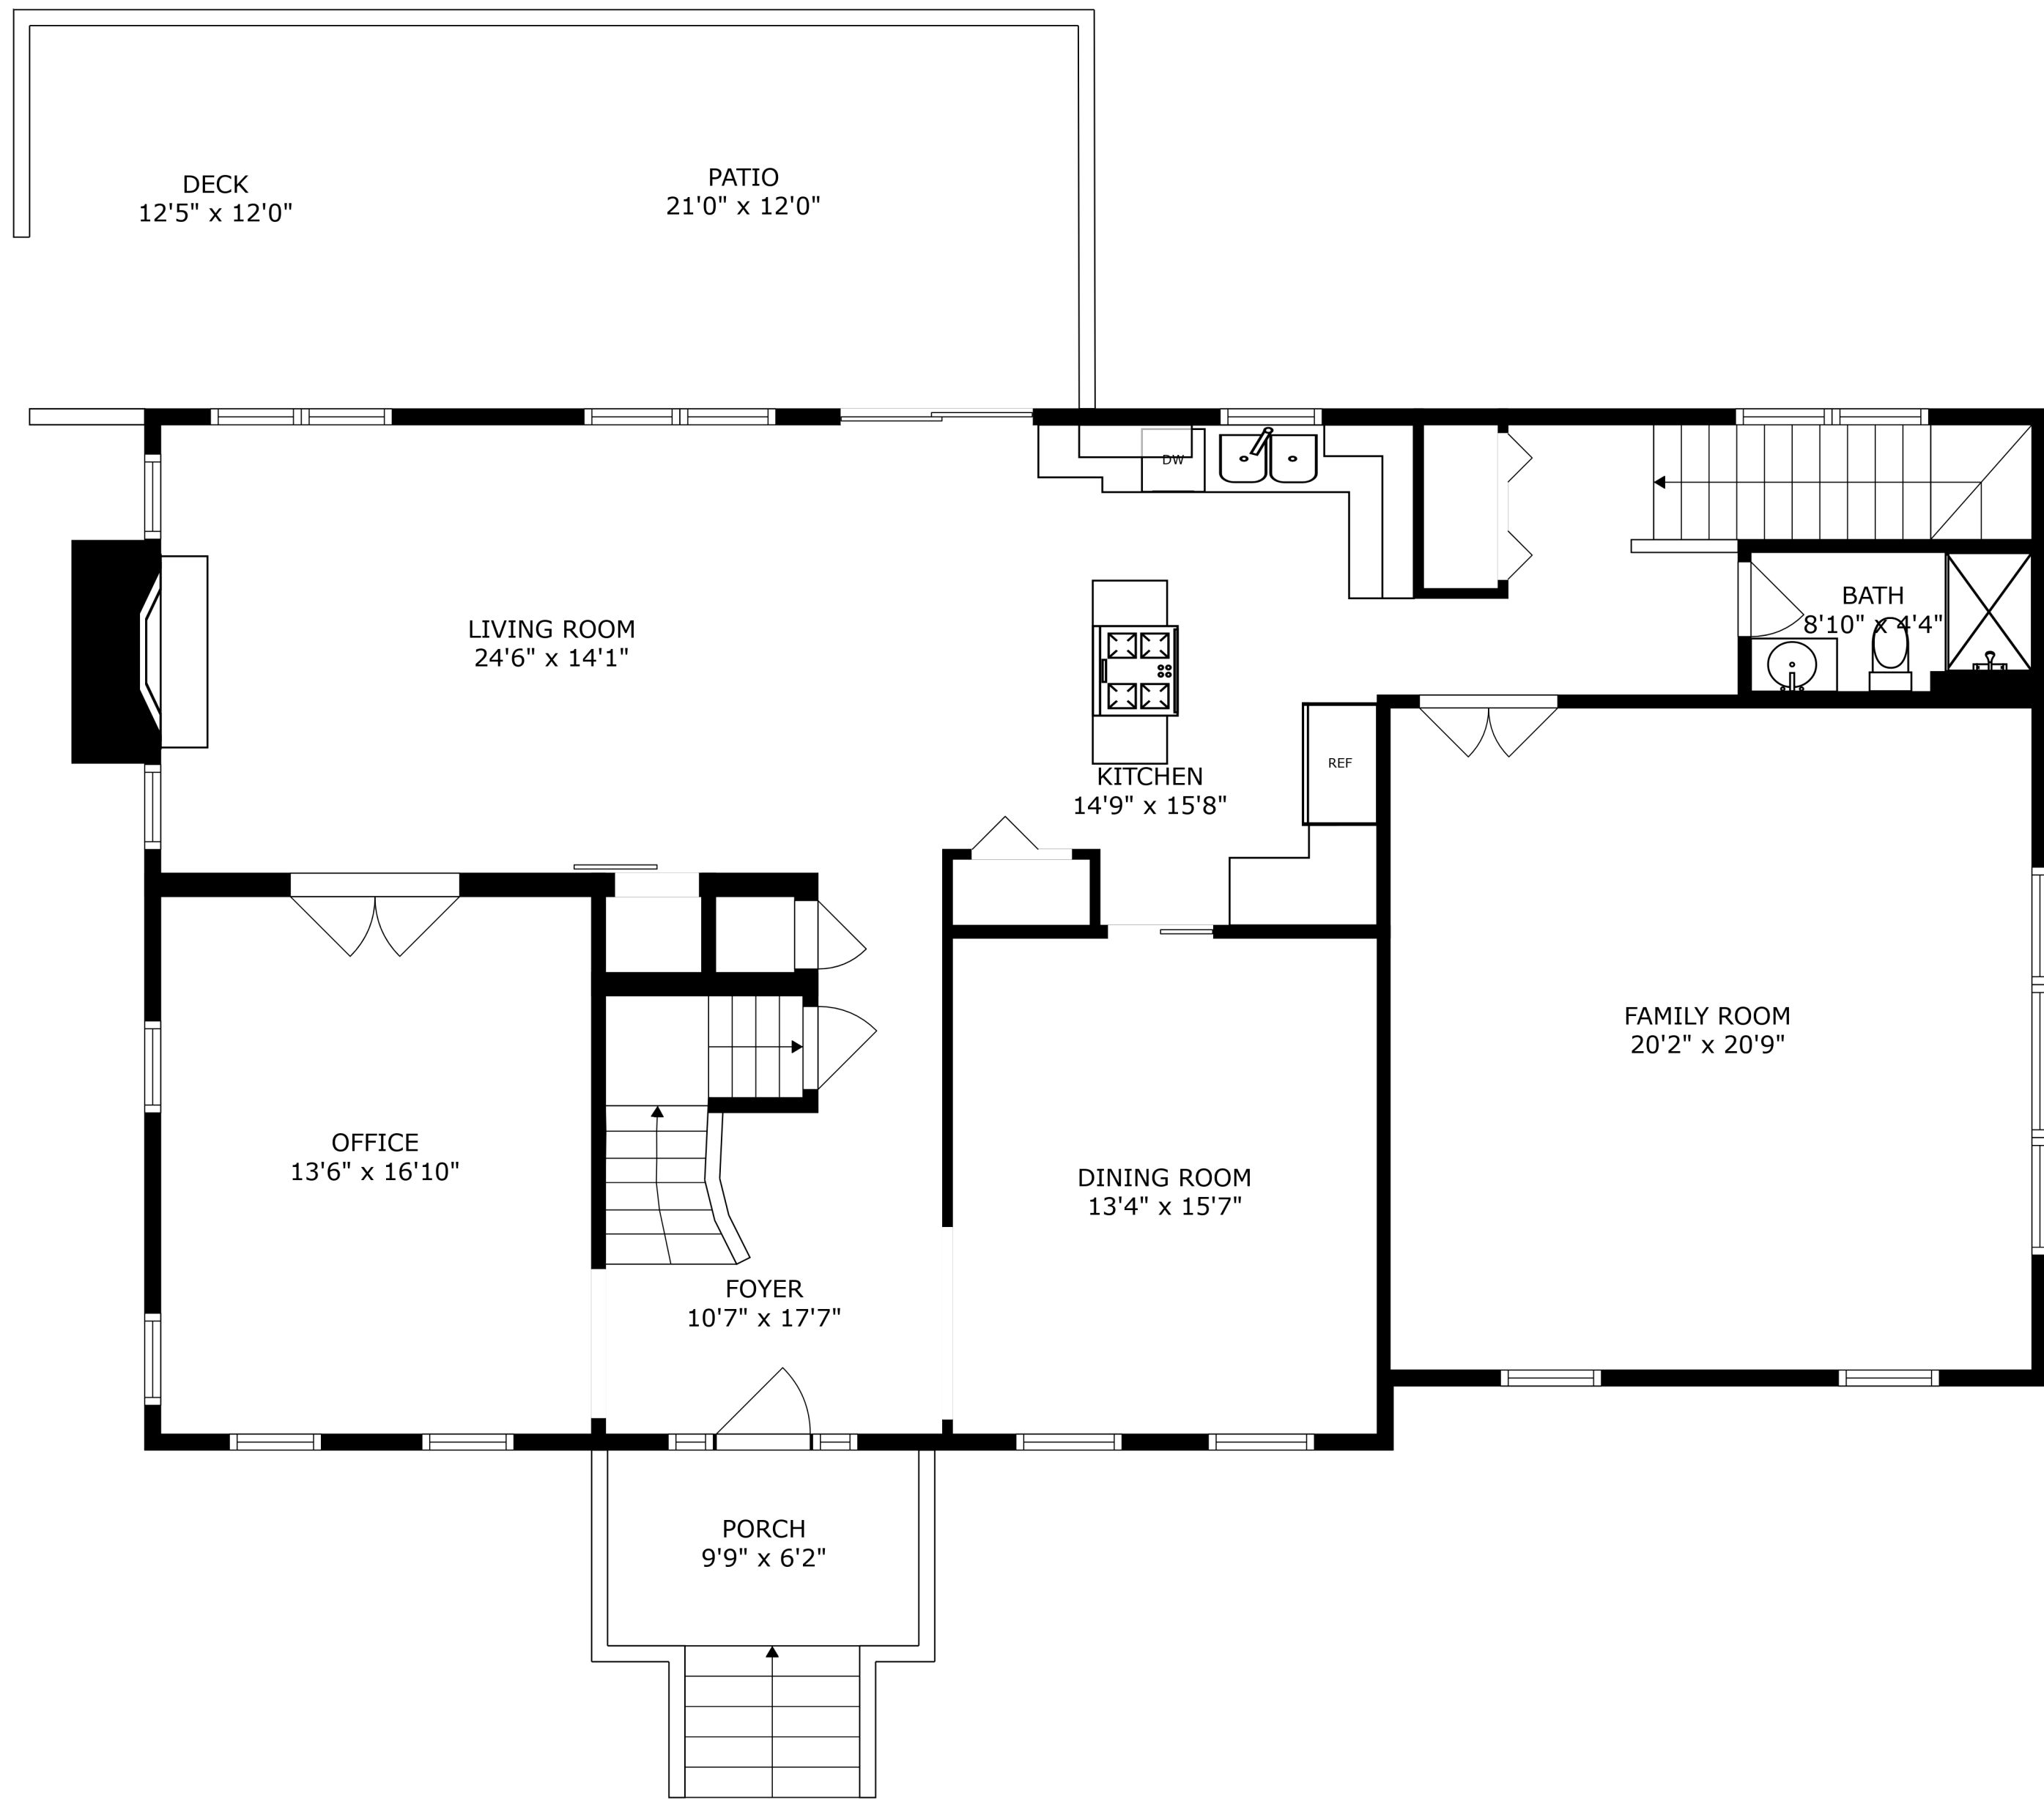 DECK
12'5" x 12'0"
PATIO
21'0" x 12'0"
DW
BATH
8'10" x 4'4"
LIVING ROOM
24'6" x 14'1"
REF
KITCHEN
14'9" x 15'8"
FAMILY ROOM
20'2" x 20'9"
OFFICE
13'6" x 16'10"
DINING ROOM
13'4" x 15'7"
FOYER
10'7" x 17'7"
PORCH
9'9" x 6'2"